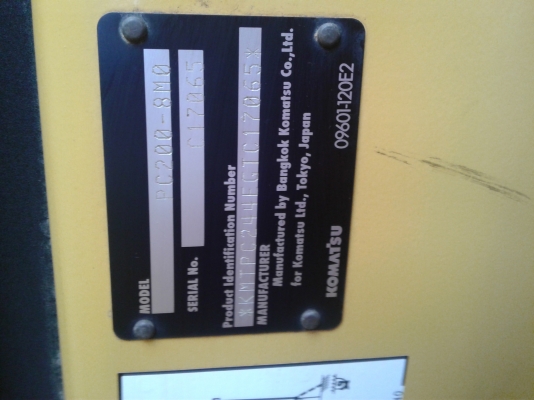 MODEL PC200-8M0
SERIAL No. C17065
Product Identification Number
MANUFACTURER
Manufactured by Bangkok Komatsu Co.,Ltd.
for Komatsu Ltd., Tokyo, Japan
KOMATSU 09601-120E2